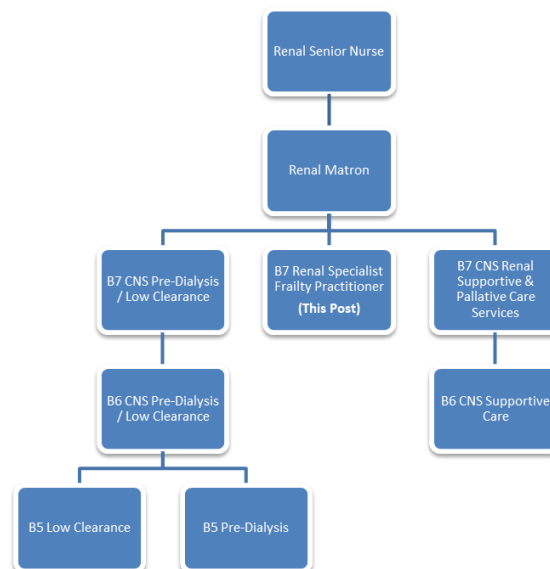 Renal Senior Nurse
Renal Matron
B7 CNS Pre-Dialysis
/ Low Clearance
B7 Renal Specialist
Frailty Practitioner
(This Post)
B7 CNS Renal
Supportive &
Pallative Care
Services
B6 CNS Pre-Dialysis
/ Low Clearance
B6 CNS Supportive
Care
B5 Low Clearance
B5 Pre-Dialysis